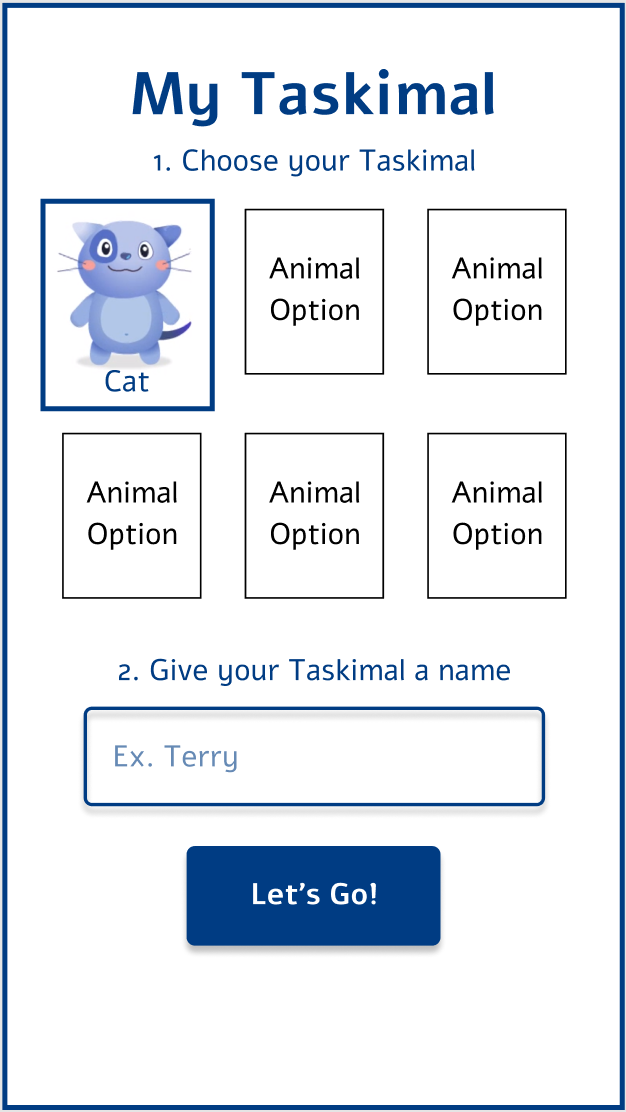 My Taskimal
1. Choose your Taskimal
Cat
Animal
Option
Animal
Option
Animal
Option
Animal
Option
Animal
Option
2. Give your Taskimal a name
Ex. Terry
Let's Go!